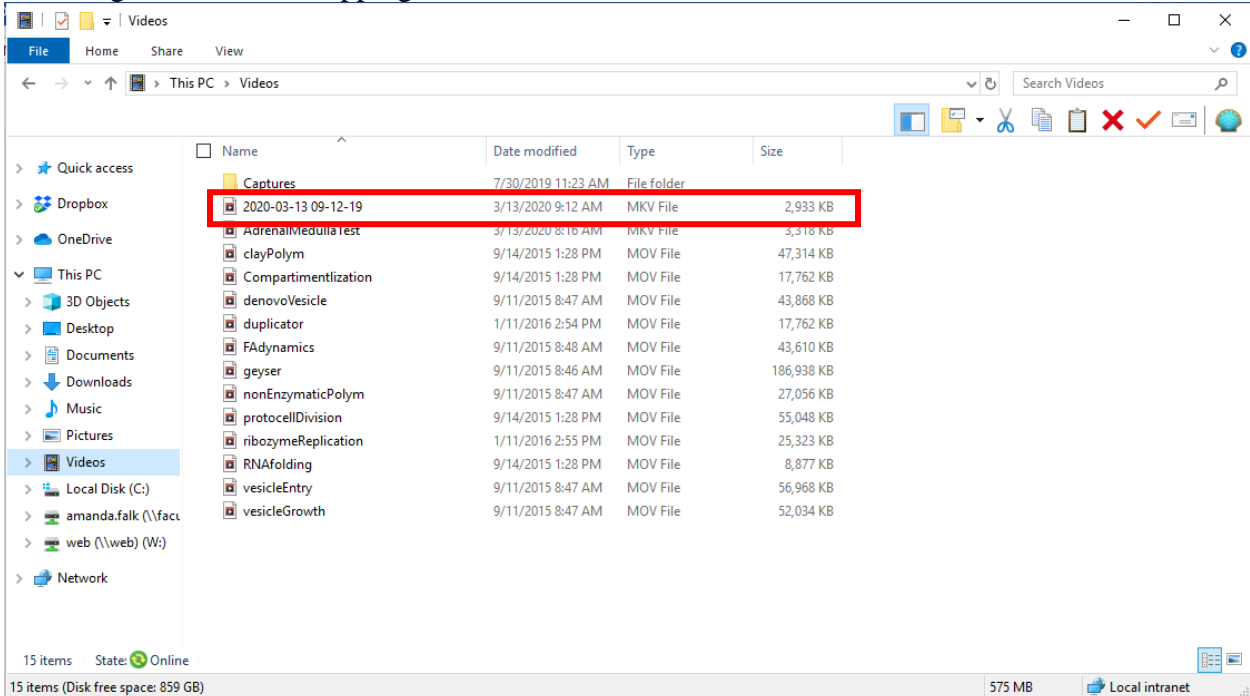 Videos
File Home Share View
This PC Videos Search Videos
Name Date modified Type Size
Quick access
Dropbox
OneDrive
This PC
3D Objects
Desktop
Documents
Downloads
Music
Pictures
Videos
Local Disk (C:)
amanda.falk (\\facu
web (\\web) (W:)
Network
Captures 7/30/2019 11:23 AM File folder
2020-03-13 09-12-19 3/13/2020 9:12 AM MKV File 2,933 KB
AdrenalMedullaTest 3/13/2020 8:16 AM MKV File 3,318 KB
clayPolym 9/14/2015 1:28 PM MOV File 47,314 KB
Compartimentlization 9/14/2015 1:28 PM MOV File 17,762 KB
denovoVesicle 9/11/2015 8:47 AM MOV File 43,868 KB
duplicator 1/11/2016 2:54 PM MOV File 17,762 KB
FAdynamics 9/11/2015 8:48 AM MOV File 43,610 KB
geyser 9/11/2015 8:46 AM MOV File 186,938 KB
nonEnzymaticPolym 9/11/2015 8:47 AM MOV File 27,056 KB
protocellDivision 9/14/2015 1:28 PM MOV File 55,048 KB
ribozymeReplication 1/11/2016 2:55 PM MOV File 25,323 KB
RNAfolding 9/14/2015 1:28 PM MOV File 8,877 KB
vesicleEntry 9/11/2015 8:47 AM MOV File 56,968 KB
vesicleGrowth 9/11/2015 8:47 AM MOV File 52,034 KB
15 items State: Online
15 items (Disk free space: 859 GB) 575 MB Local intranet